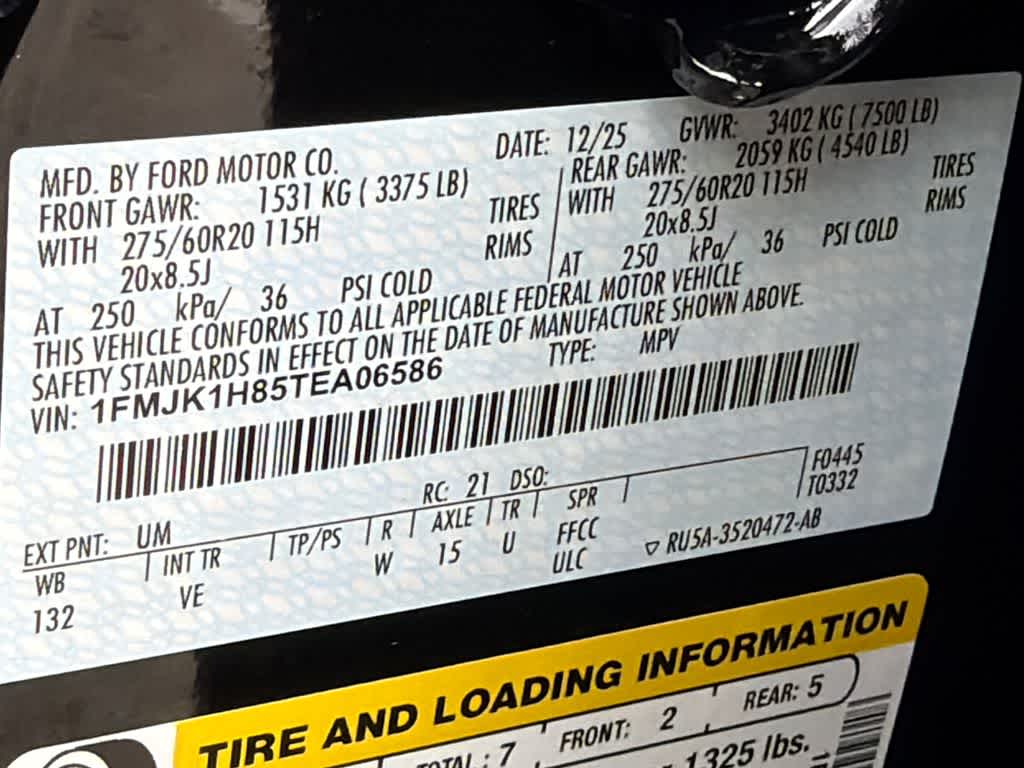 MFD. BY FORD MOTOR CO. DATE: 12/25 GVWR: 3402 KG ( 7500 LB)
FRONT GAWR: 1531 KG ( 3375 LB) REAR GAWR: 2059 KG ( 4540 LB)
WITH 275/60R20 115H TIRES WITH 275/60R20 115H TIRES
20x8.5J RIMS 20x8.5J RIMS
AT 250 kPa/ 36 PSI COLD AT 250 kPa/ 36 PSI COLD
THIS VEHICLE CONFORMS TO ALL APPLICABLE FEDERAL MOTOR VEHICLE
SAFETY STANDARDS IN EFFECT ON THE DATE OF MANUFACTURE SHOWN ABOVE.
VIN: 1FMJK1H85TEA06586 TYPE: MPV
F0445
T0332
EXT PNT: UM RC: 21 DSO:
WB INT TR TP/PS R AXLE TR SPR
132 VE W 15 U FFCC
ULC
▽ RU5A-3520472-AB
TIRE AND LOADING INFORMATION
TOTAL : 7 FRONT: 2 REAR: 5
1325 lbs.